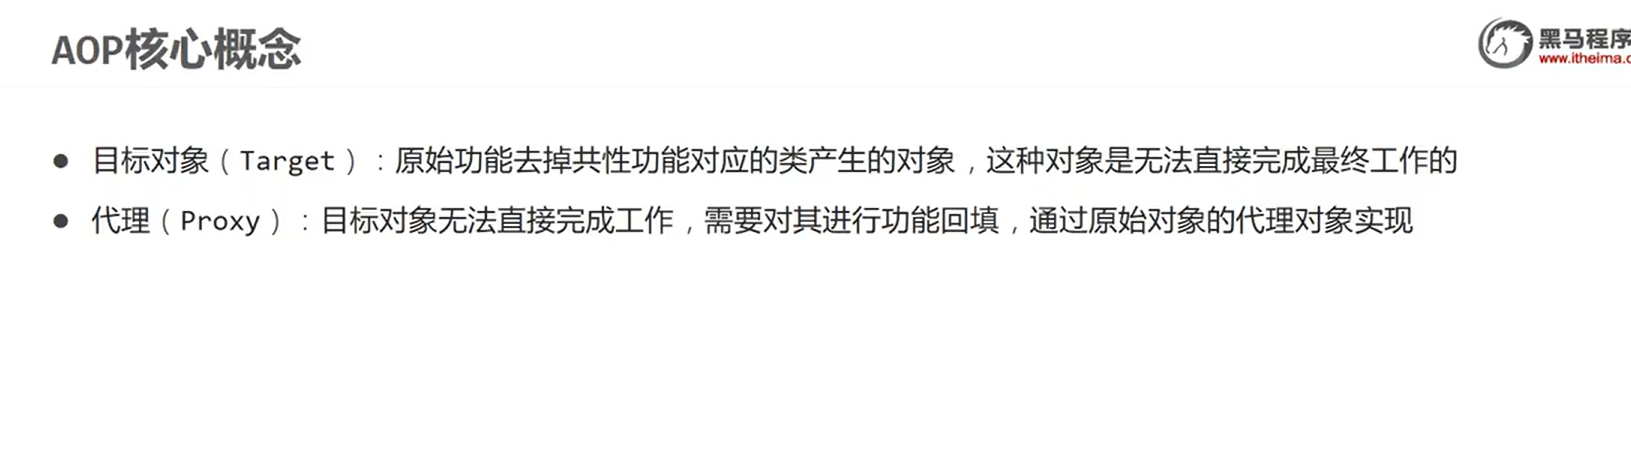 AOP核心概念
黑马程序
www.itheima.c
● 目标对象（Target）：原始功能去掉共性功能对应的类产生的对象，这种对象是无法直接完成最终工作的
● 代理（Proxy）：目标对象无法直接完成工作，需要对其进行功能回填，通过原始对象的代理对象实现